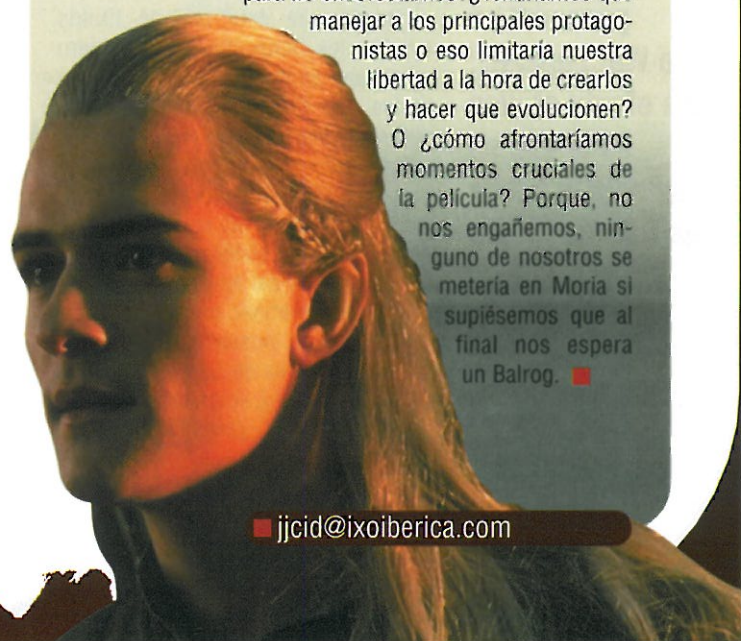 manejar a los principales protago-
nistas o eso limitaría nuestra
libertad a la hora de crearlos
y hacer que evolucionen?
O ¿cómo afrontaríamos
momentos cruciales de
la película? Porque, no
nos engañemos, nin-
guno de nosotros se
metería en Moria si
supiésemos que al
final nos espera
un Balrog.
jjcid@ixoiberica.com